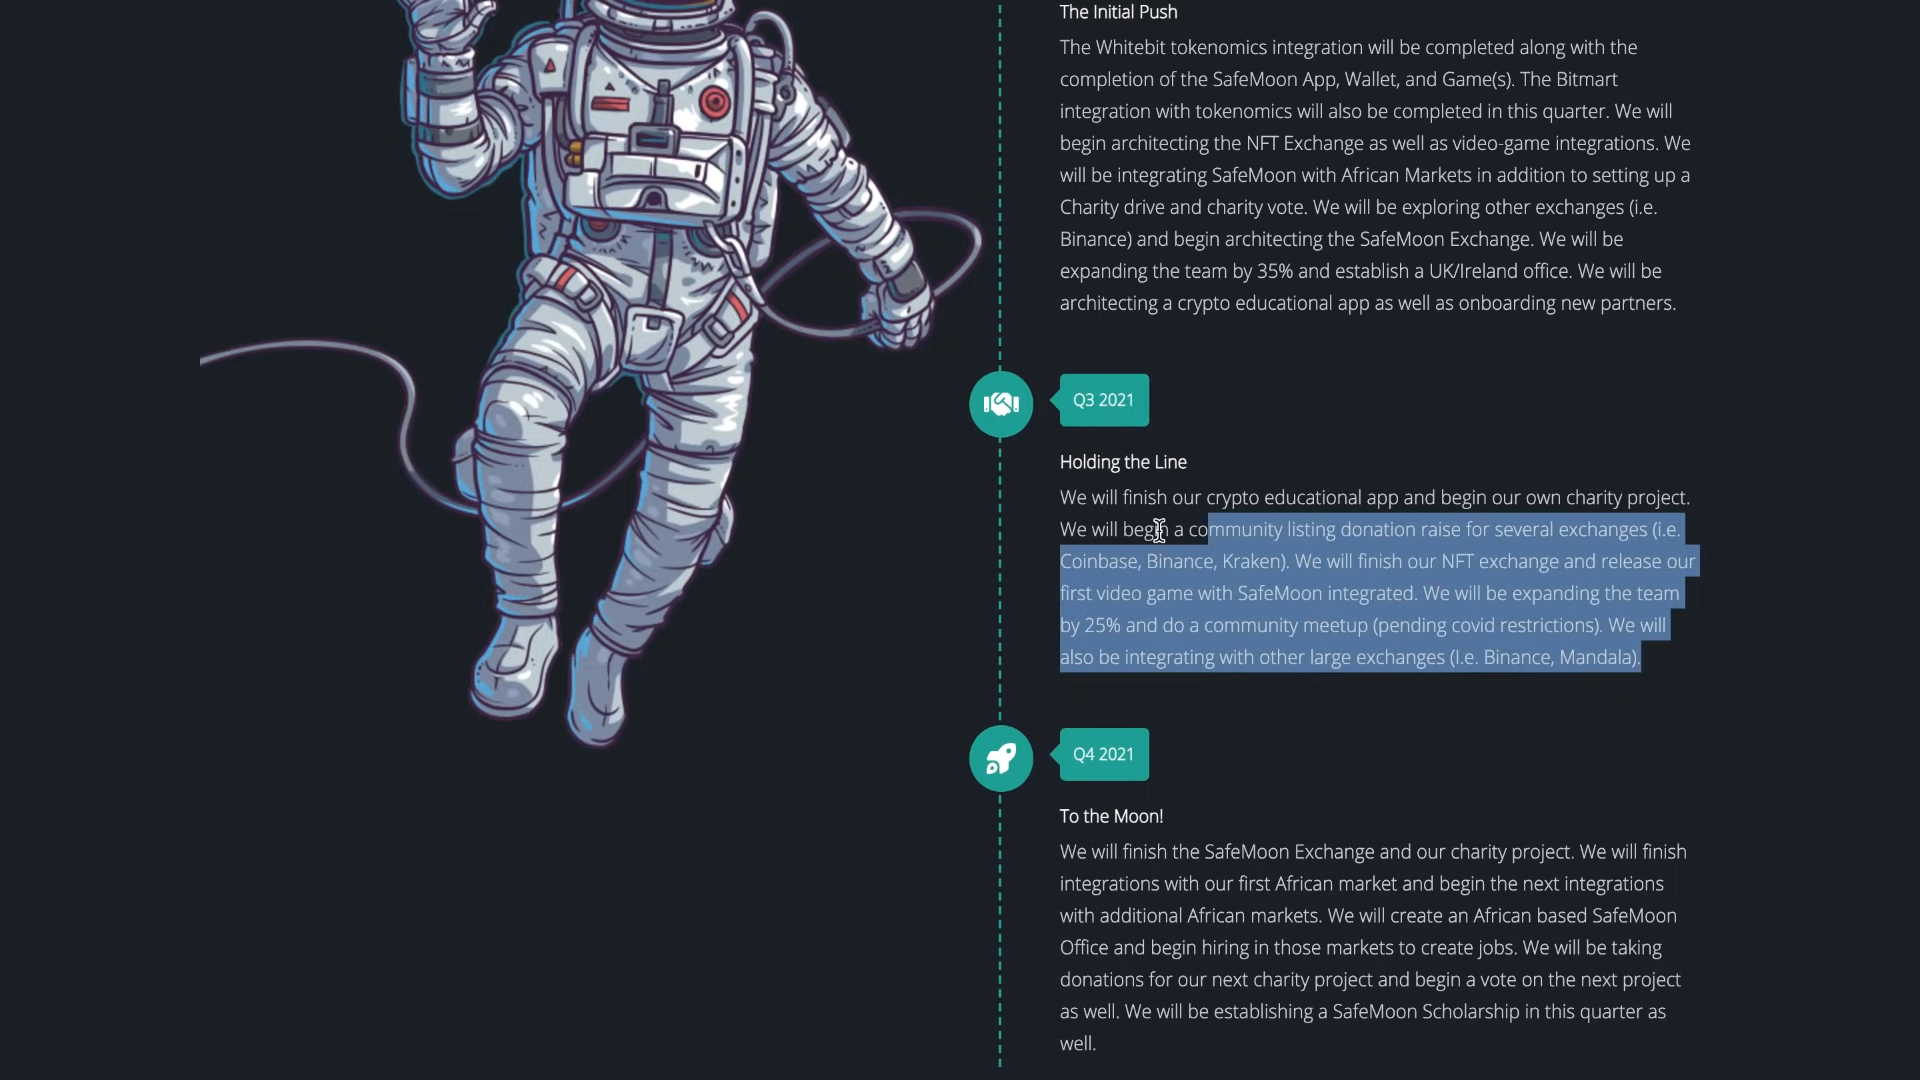 The Initial Push
The Whitebit tokenomics integration will be completed along with the
completion of the SafeMoon App, Wallet, and Game(s). The Bitmart
integration with tokenomics will also be completed in this quarter. We will
begin architecting the NFT Exchange as well as video-game integrations. We
will be integrating SafeMoon with African Markets in addition to setting up a
Charity drive and charity vote. We will be exploring other exchanges (i.e.
Binance) and begin architecting the SafeMoon Exchange. We will be
expanding the team by 35% and establish a UK/Ireland office. We will be
architecting a crypto educational app as well as onboarding new partners.
Q3 2021
Holding the Line
We will finish our crypto educational app and begin our own charity project.
We will begin a community listing donation raise for several exchanges (i.e.
Coinbase, Binance, Kraken). We will finish our NFT exchange and release our
first video game with SafeMoon integrated. We will be expanding the team
by 25% and do a community meetup (pending covid restrictions). We will
also be integrating with other large exchanges (I.e. Binance, Mandala).
Q4 2021
To the Moon!
We will finish the SafeMoon Exchange and our charity project. We will finish
integrations with our first African market and begin the next integrations
with additional African markets. We will create an African based SafeMoon
Office and begin hiring in those markets to create jobs. We will be taking
donations for our next charity project and begin a vote on the next project
as well. We will be establishing a SafeMoon Scholarship in this quarter as
well.